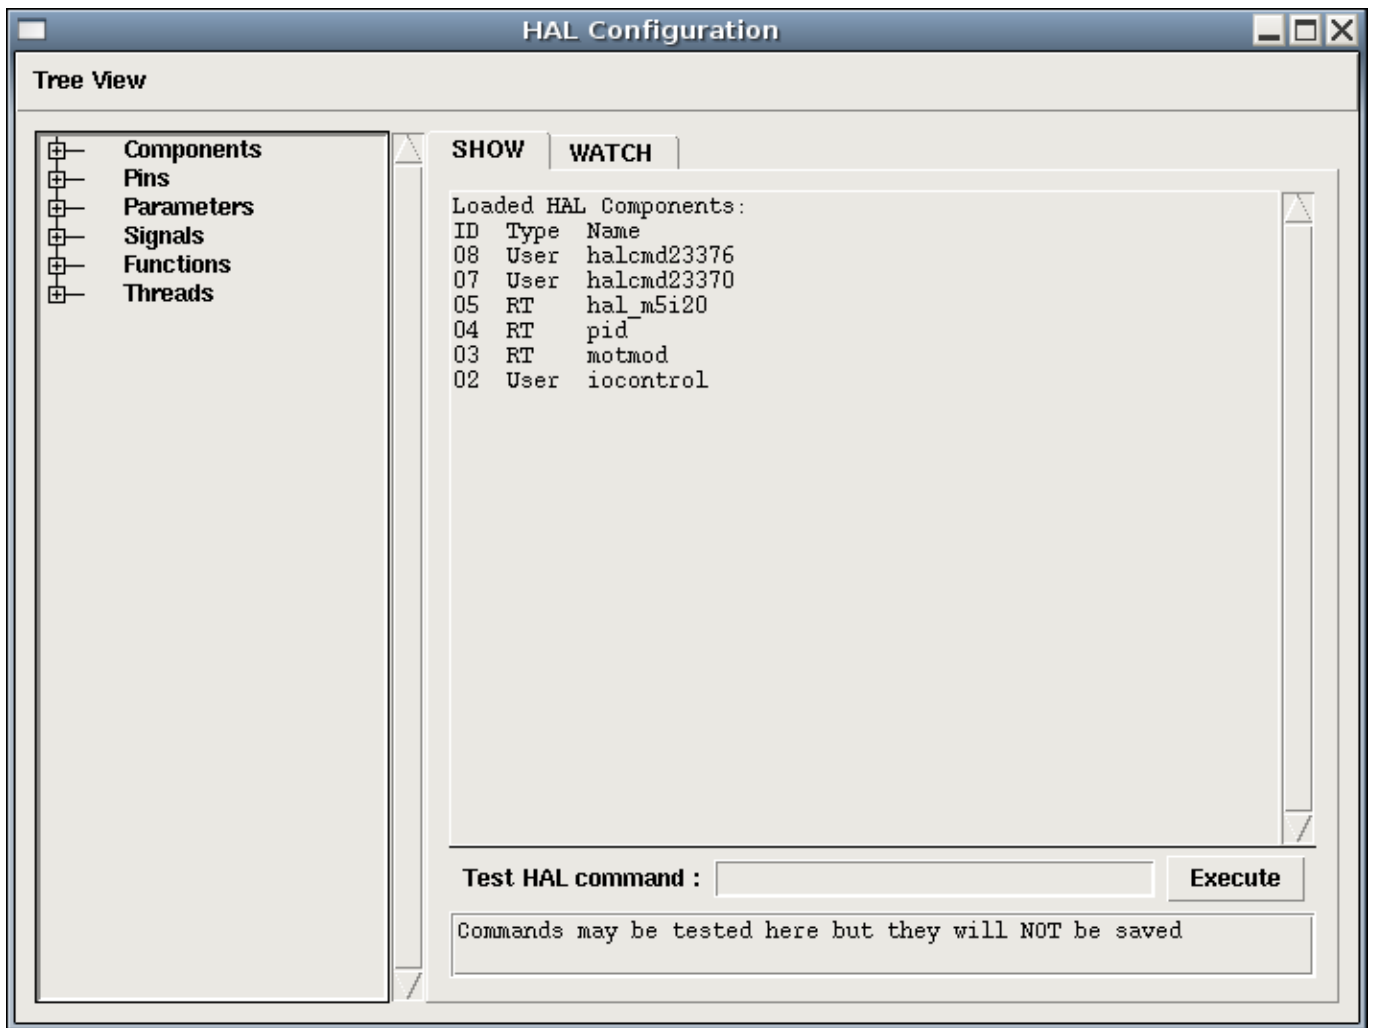 HAL Configuration
Tree View
Components
Pins
Parameters
Signals
Functions
Threads
SHOW
WATCH
Loaded HAL Components:
ID Type Name
08 User halcmd23376
07 User halcmd23370
05 RT hal_m5i20
04 RT pid
03 RT motmod
02 User iocontrol
Test HAL command :
Execute
Commands may be tested here but they will NOT be saved